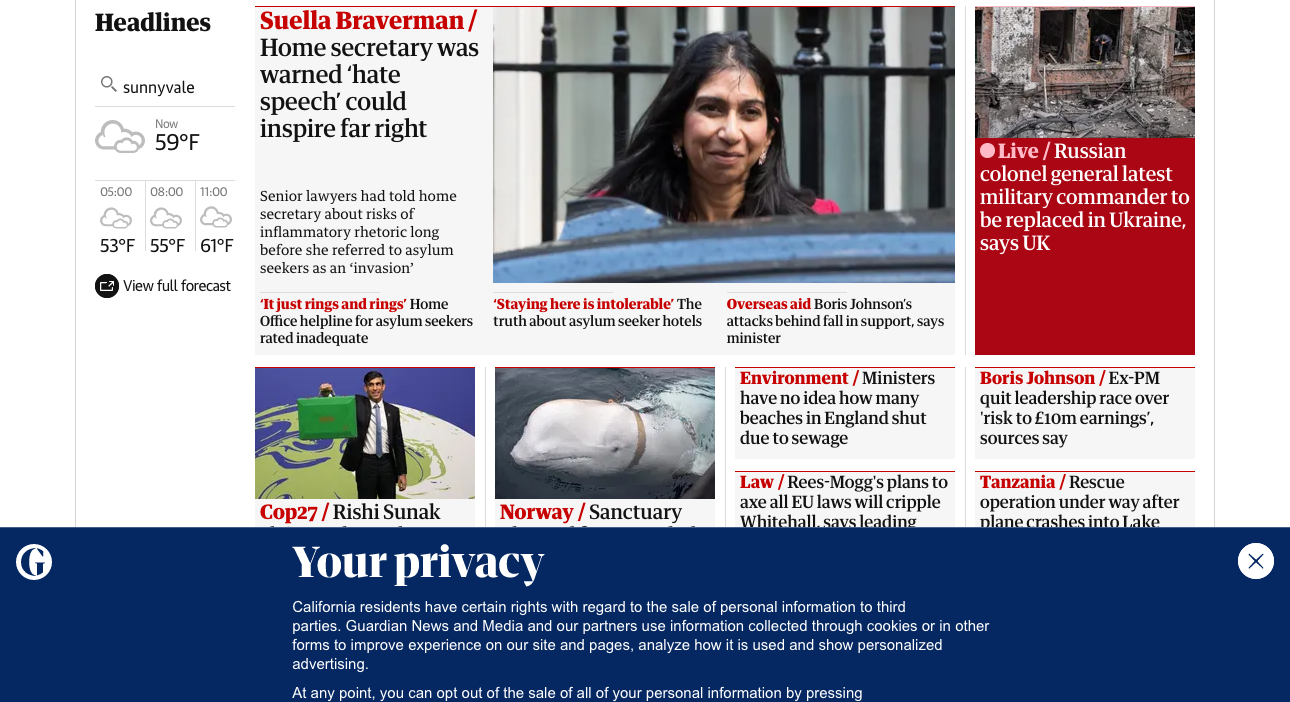 Headlines
sunnyvale
Now
59°F
05:00
08:00
11:00
53°F
55°F
61°F
View full forecast
Suella Braverman /
Home secretary was
warned ‘hate
speech’ could
inspire far right
Senior lawyers had told home
secretary about risks of
inflammatory rhetoric long
before she referred to asylum
seekers as an ‘invasion’
‘It just rings and rings’ Home
Office helpline for asylum seekers
rated inadequate
‘Staying here is intolerable’ The
truth about asylum seeker hotels
Overseas aid Boris Johnson’s
attacks behind fall in support, says
minister
Live / Russian
colonel general latest
military commander to
be replaced in Ukraine,
says UK
Cop27 / Rishi Sunak
Norway / Sanctuary
Environment / Ministers
have no idea how many
beaches in England shut
due to sewage
Law / Rees-Mogg's plans to
axe all EU laws will cripple
Whitehall, says leading
Boris Johnson / Ex-PM
quit leadership race over
'risk to £10m earnings’,
sources say
Tanzania / Rescue
operation under way after
plane crashes into Lake
Your privacy
California residents have certain rights with regard to the sale of personal information to third
parties. Guardian News and Media and our partners use information collected through cookies or in other
forms to improve experience on our site and pages, analyze how it is used and show personalized
advertising.
At any point, you can opt out of the sale of all of your personal information by pressing